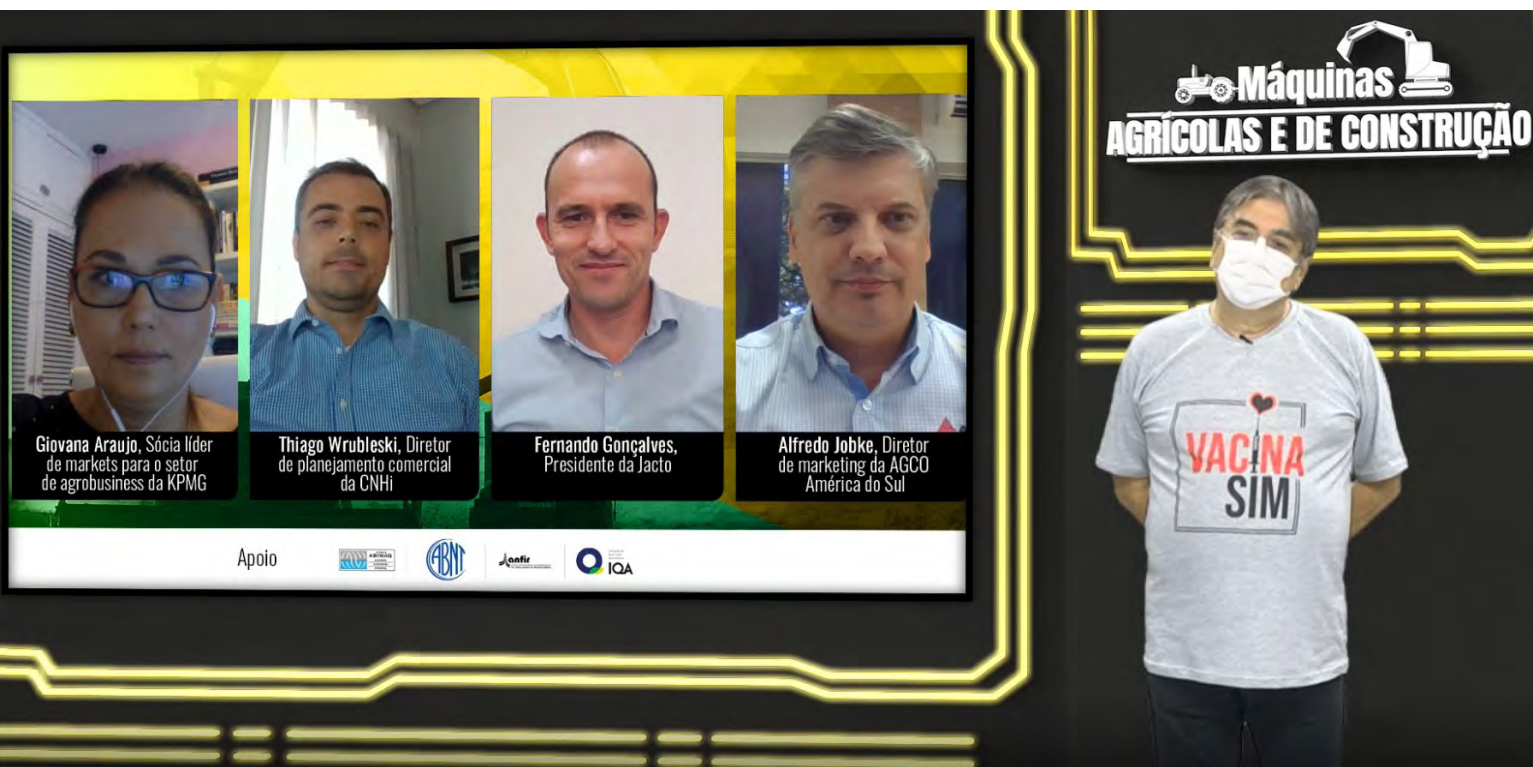 Máquinas
AGRÍCOLAS E DE CONSTRUÇÃO
Giovana Araujo, Sócia líder
de markets para o setor
de agrobusiness da KPMG
Thiago Wrubleski, Diretor
de planejamento comercial
da CNHi
Fernando Gonçalves,
Presidente da Jacto
Alfredo Jobke, Diretor
de marketing da AGCO
América do Sul
VACINA
SIM
Apoio
ABIMAQ
ABNT
anfir
IQA